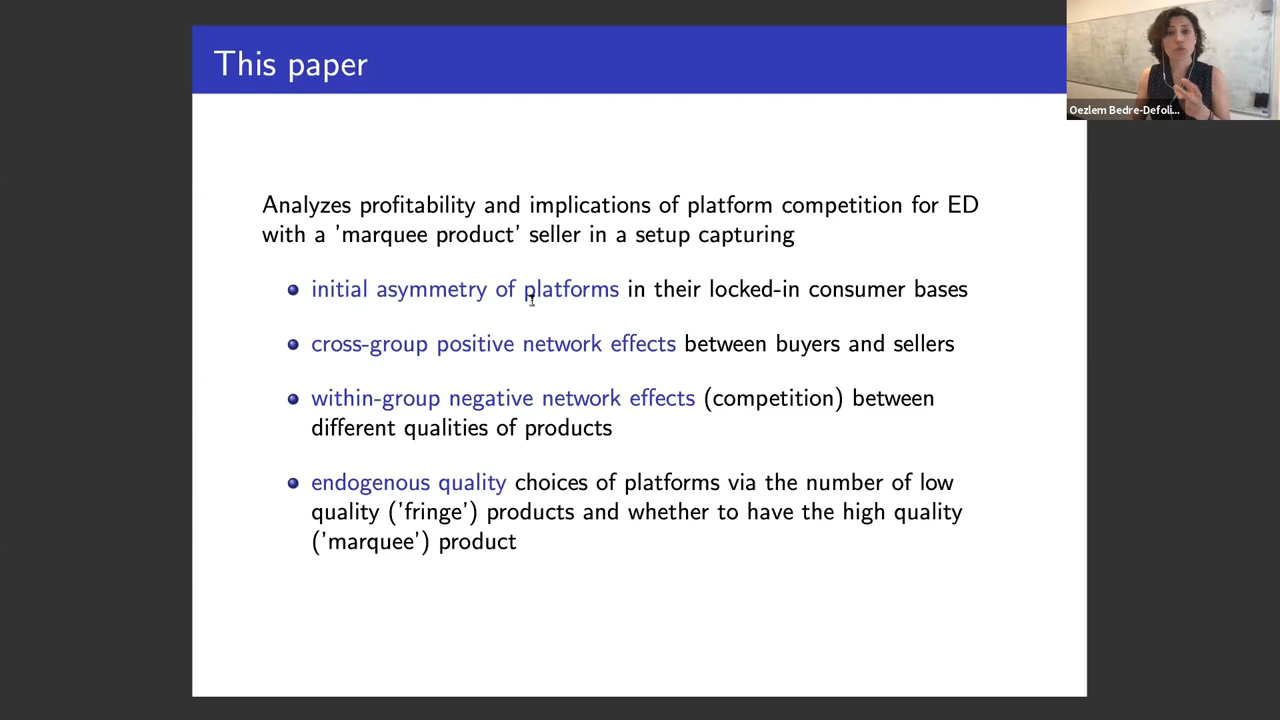 This paper
Oezlem Bedre-Defoli...
Analyzes profitability and implications of platform competition for ED
with a 'marquee product' seller in a setup capturing
initial asymmetry of platforms in their locked-in consumer bases
cross-group positive network effects between buyers and sellers
within-group negative network effects (competition) between
different qualities of products
endogenous quality choices of platforms via the number of low
quality ('fringe') products and whether to have the high quality
('marquee') product